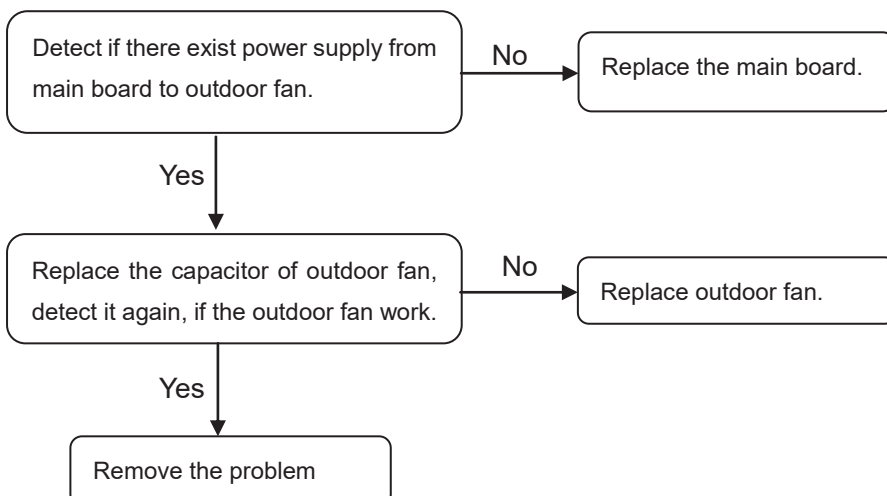 Detect if there exist power supply from
main board to outdoor fan.
No
Replace the main board.
Yes
Replace the capacitor of outdoor fan,
detect it again, if the outdoor fan work.
No
Replace outdoor fan.
Yes
Remove the problem